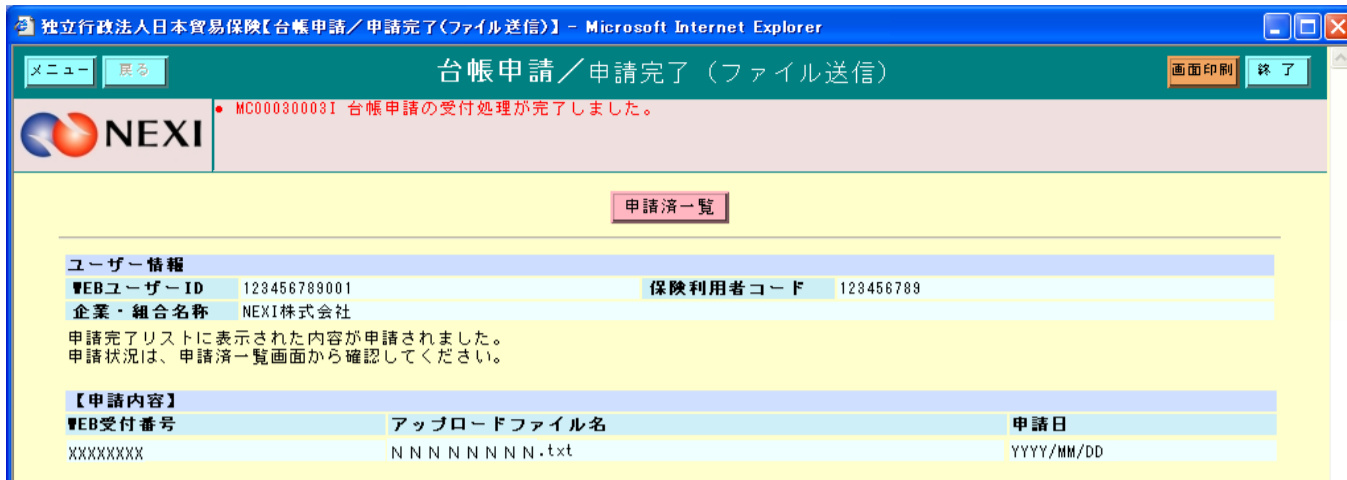 独立行政法人日本貿易保険【台帳申請／申請完了(ファイル送信)】 - Microsoft Internet Explorer
メニュー 戻る 台帳申請／申請完了（ファイル送信） 画面印刷 終了
NEXI
● MC00030003I 台帳申請の受付処理が完了しました。
申請済一覧
ユーザー情報
WEBユーザーID 123456789001 保険利用者コード 123456789
企業・組合名称 NEXI株式会社
申請完了リストに表示された内容が申請されました。
申請状況は、申請済一覧画面から確認してください。
【申請内容】
WEB受付番号 アップロードファイル名 申請日
XXXXXXXX ＮＮＮＮＮＮＮＮ.txt YYYY/MM/DD